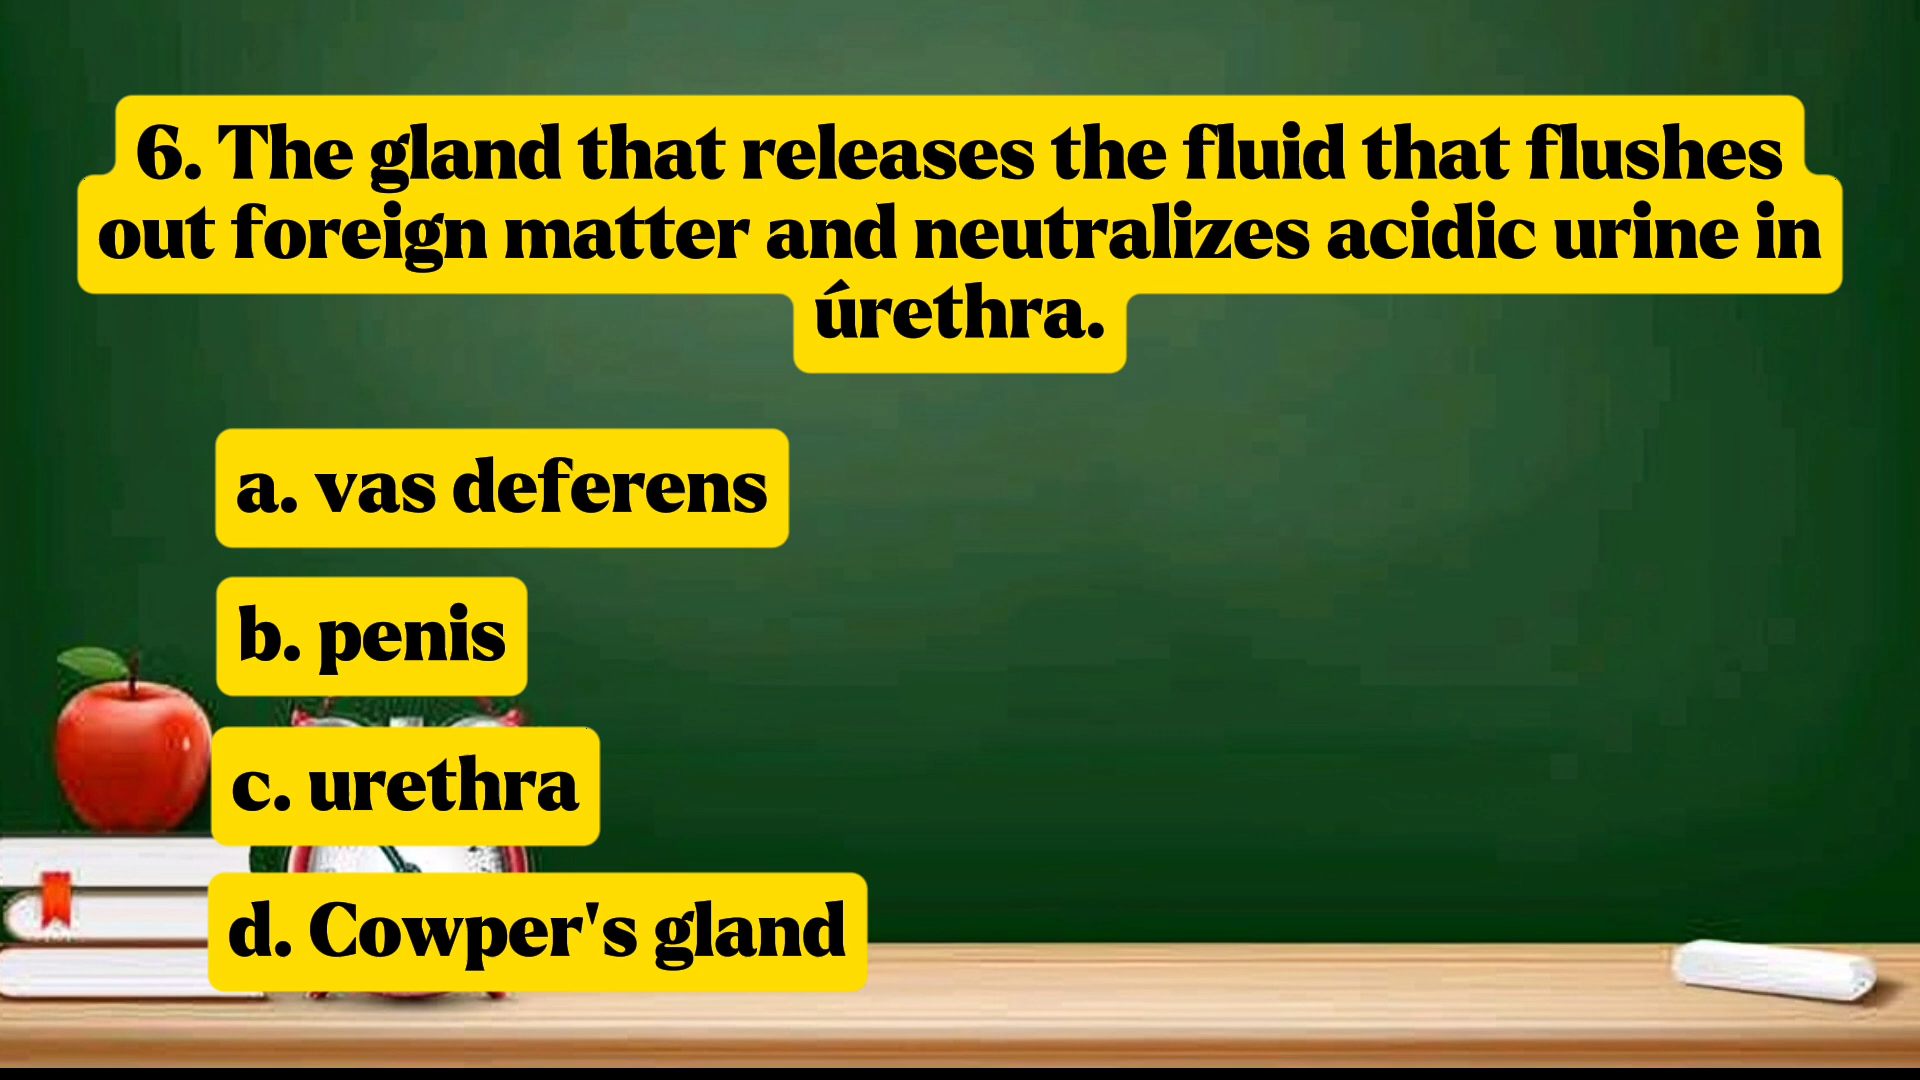 6. The gland that releases the fluid that flushes
out foreign matter and neutralizes acidic urine in
úrethra.
a. vas deferens
b. penis
c. urethra
d. Cowper's gland